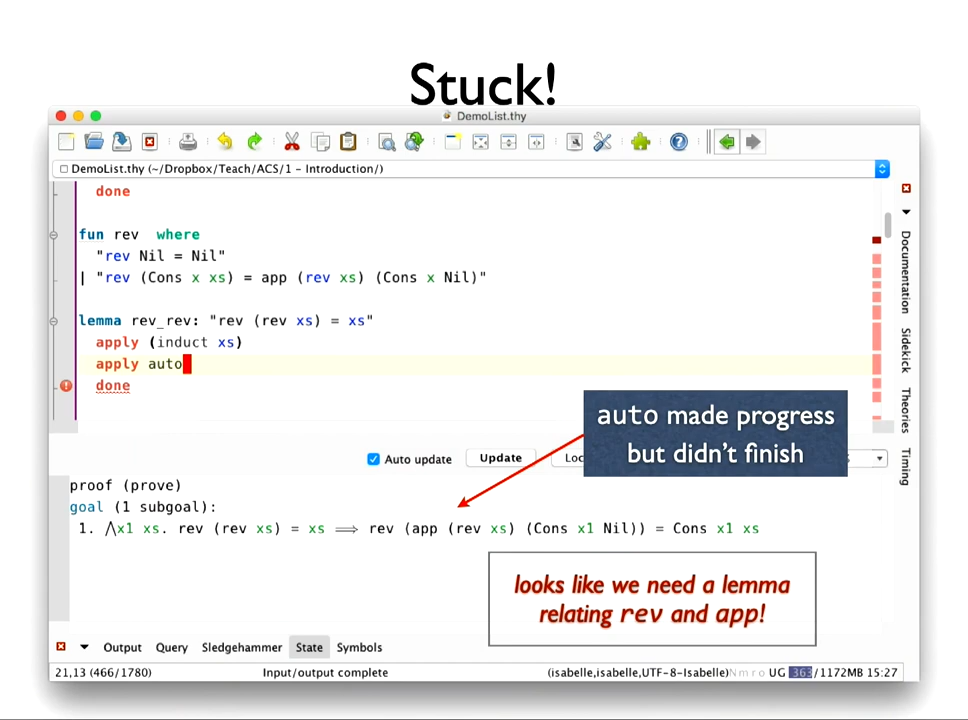 Stuck!
DemoList.thy
DemoList.thy (~/Dropbox/Teach/ACS/1 – Introduction/)
done
fun rev where
"rev Nil = Nil"
| "rev (Cons x xs) = app (rev xs) (Cons x Nil)"
lemma rev_rev: "rev (rev xs) = xs"
apply (induct xs)
apply auto
done
Documentation
Sidekick
Theories
Timing
auto made progress
but didn't finish
Auto update
Update
proof (prove)
goal (1 subgoal):
1. ⋀x1 xs. rev (rev xs) = xs ⟹ rev (app (rev xs) (Cons x1 Nil)) = Cons x1 xs
looks like we need a lemma
relating rev and app!
Output Query Sledgehammer State Symbols
21,13 (466/1780) Input/output complete (isabelle,isabelle,UTF-8-Isabelle)Nmro UG 363/1172MB 15:27